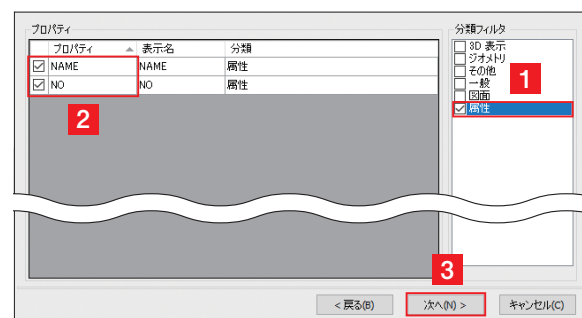 プロパティ
プロパティ 表示名 分類
NAME NAME 属性
NO NO 属性
2
分類フィルタ
3D 表示
ジオメトリ
その他
一般
図面
属性
1
3
< 戻る(B) 次へ(N) > キャンセル(C)